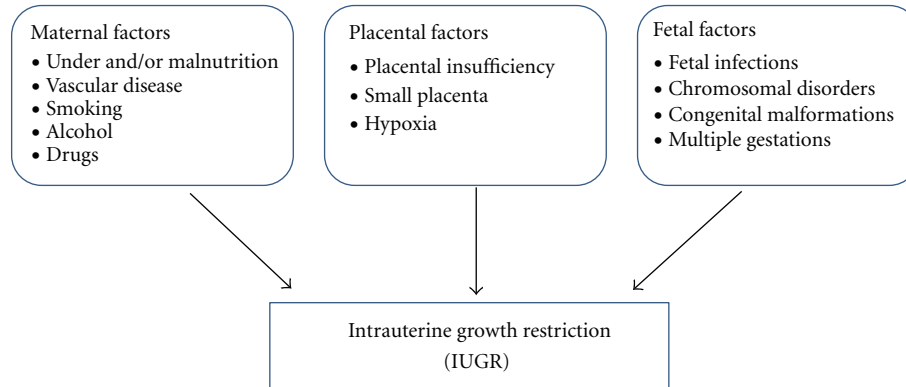 Maternal factors
• Under and/or malnutrition
• Vascular disease
• Smoking
• Alcohol
• Drugs
Placental factors
• Placental insufficiency
• Small placenta
• Hypoxia
Fetal factors
• Fetal infections
• Chromosomal disorders
• Congenital malformations
• Multiple gestations
Intrauterine growth restriction
(IUGR)